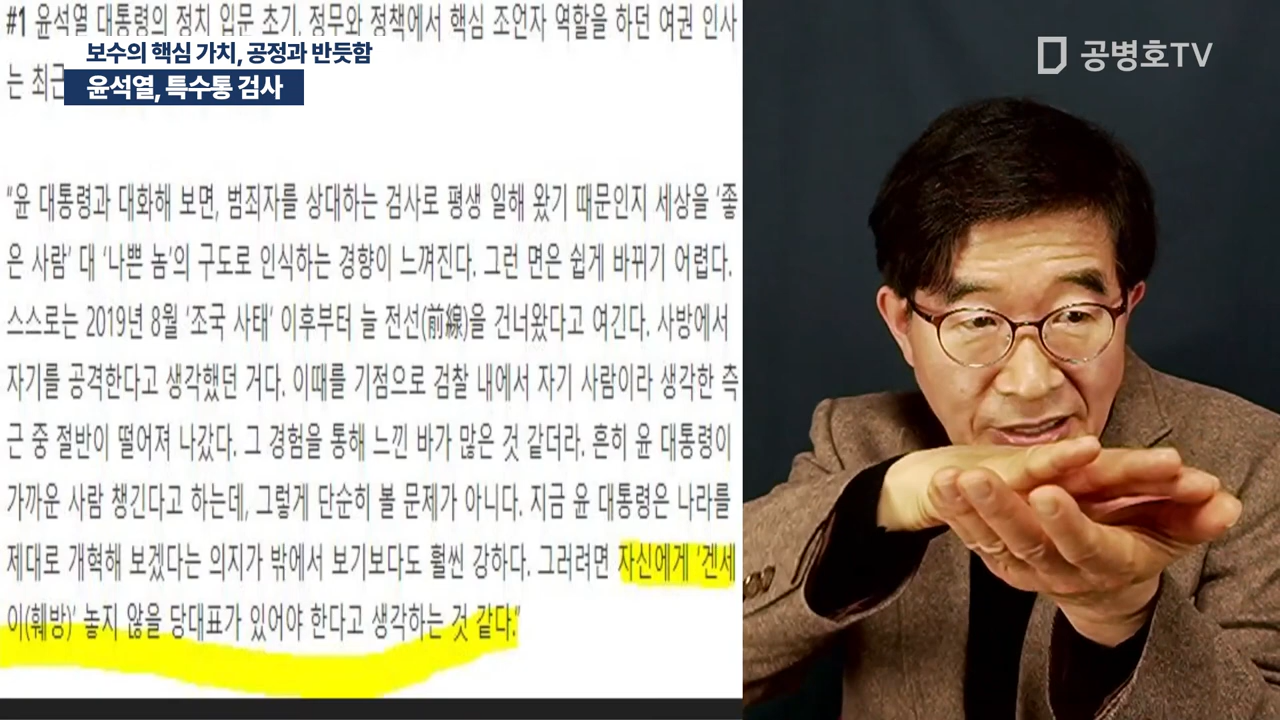 #1 윤석열 대통령의 정치 입문 초기, 정무와 정책에서 핵심 조언자 역할을 하던 여권 인사
보수의 핵심 가치, 공정과 반듯함
는 최근
윤석열, 특수통 검사
공병호TV
“윤 대통령과 대화해 보면, 범죄자를 상대하는 검사로 평생 일해 왔기 때문인지 세상을 ‘좋
은 사람’ 대 ‘나쁜 놈’의 구도로 인식하는 경향이 느껴진다. 그런 면은 쉽게 바뀌기 어렵다.
스스로는 2019년 8월 ‘조국 사태’ 이후부터 늘 전선(前線)을 건너왔다고 여긴다. 사방에서
자기를 공격한다고 생각했던 거다. 이때를 기점으로 검찰 내에서 자기 사람이라 생각한 측
근 중 절반이 떨어져 나갔다. 그 경험을 통해 느낀 바가 많은 것 같더라. 흔히 윤 대통령이
가까운 사람 챙긴다고 하는데, 그렇게 단순히 볼 문제가 아니다. 지금 윤 대통령은 나라를
제대로 개혁해 보겠다는 의지가 밖에서 보기보다도 훨씬 강하다. 그러려면 자신에게 ‘겐세
이(훼방)’ 놓지 않을 당대표가 있어야 한다고 생각하는 것 같다.”